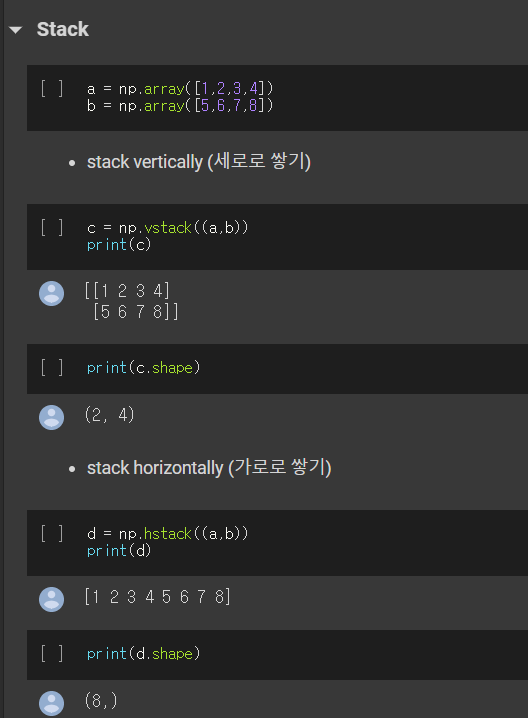 Stack
[ ] a = np.array([1,2,3,4])
b = np.array([5,6,7,8])
• stack vertically (세로로 쌓기)
[ ] c = np.vstack((a,b))
print(c)
[[1 2 3 4]
[5 6 7 8]]
[ ] print(c.shape)
(2, 4)
• stack horizontally (가로로 쌓기)
[ ] d = np.hstack((a,b))
print(d)
[1 2 3 4 5 6 7 8]
[ ] print(d.shape)
(8,)